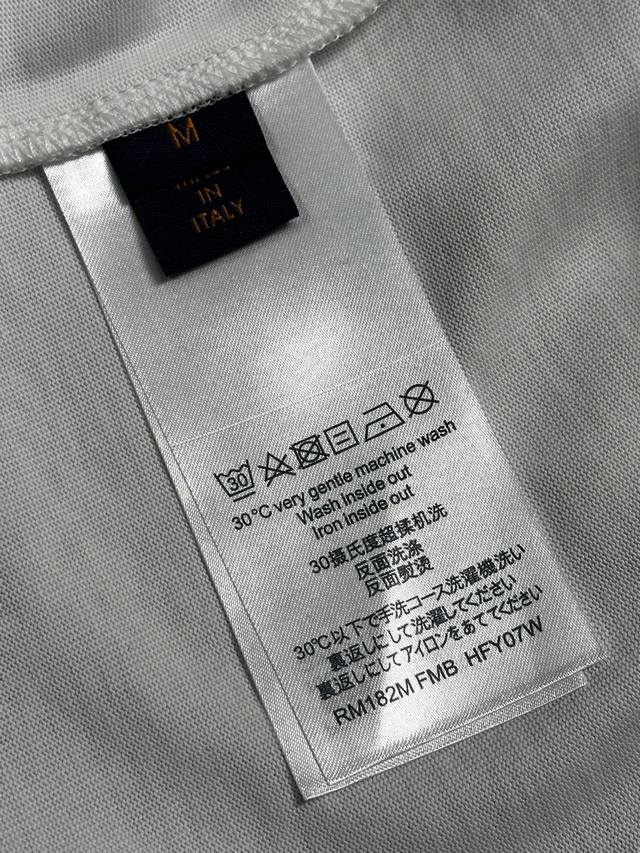 M
IN
ITALY
30
30°C very gentle machine wash
Wash inside out
Iron inside out
30摄氏度超揉机洗
反面洗涤
反面熨烫
30℃以下で手洗コース洗濯機洗い
裏返しにして洗濯してください
裏返しにしてアイロンをあててください
RM182M FMB HFY07W